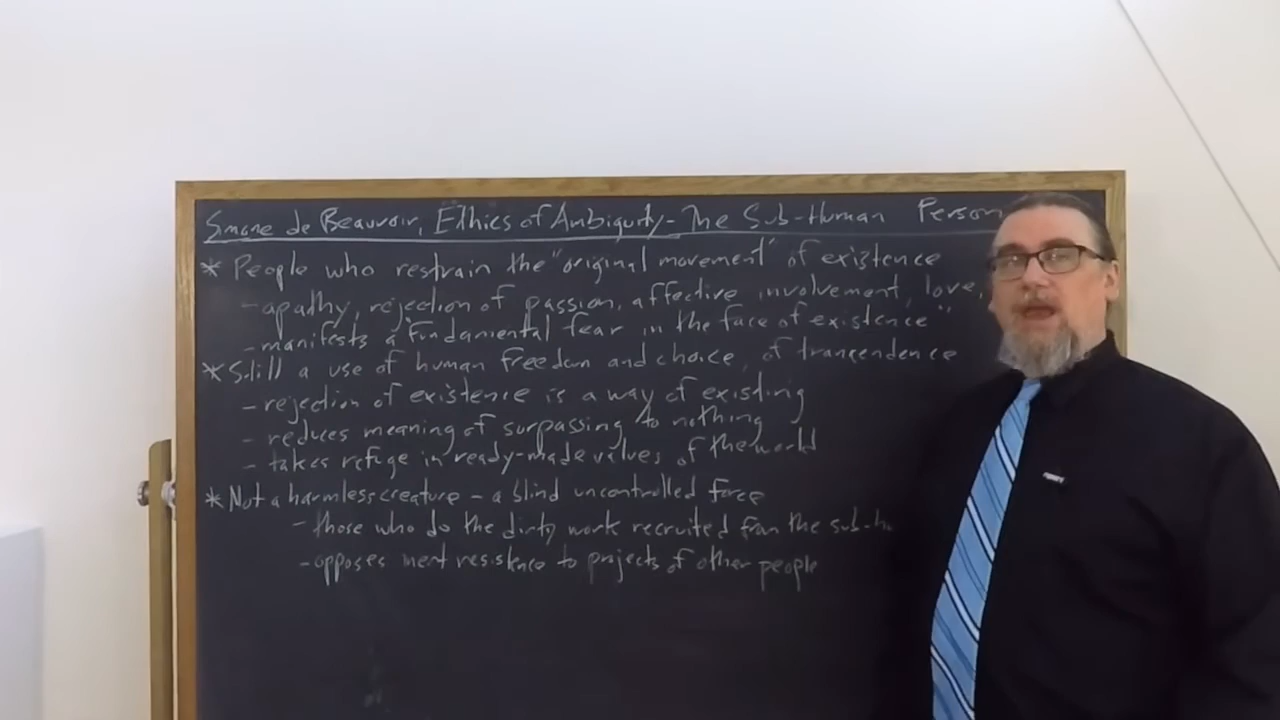 Simone de Beauvoir, Ethics of Ambiguity - The Sub-Human Person
* People who restrain the "original movement" of existence
- apathy, rejection of passion, affective involvement, love,
- manifests a "fundamental fear in the face of existence"
* Still a use of human freedom and choice, of trancendence
- rejection of existence is a way of existing
- reduces meaning of surpassing to nothing
- takes refuge in ready-made values of the world
* Not a harmless creature - a blind uncontrolled force
- those who do the dirty work recruited from the sub-hu
- opposes inert resistence to projects of other people